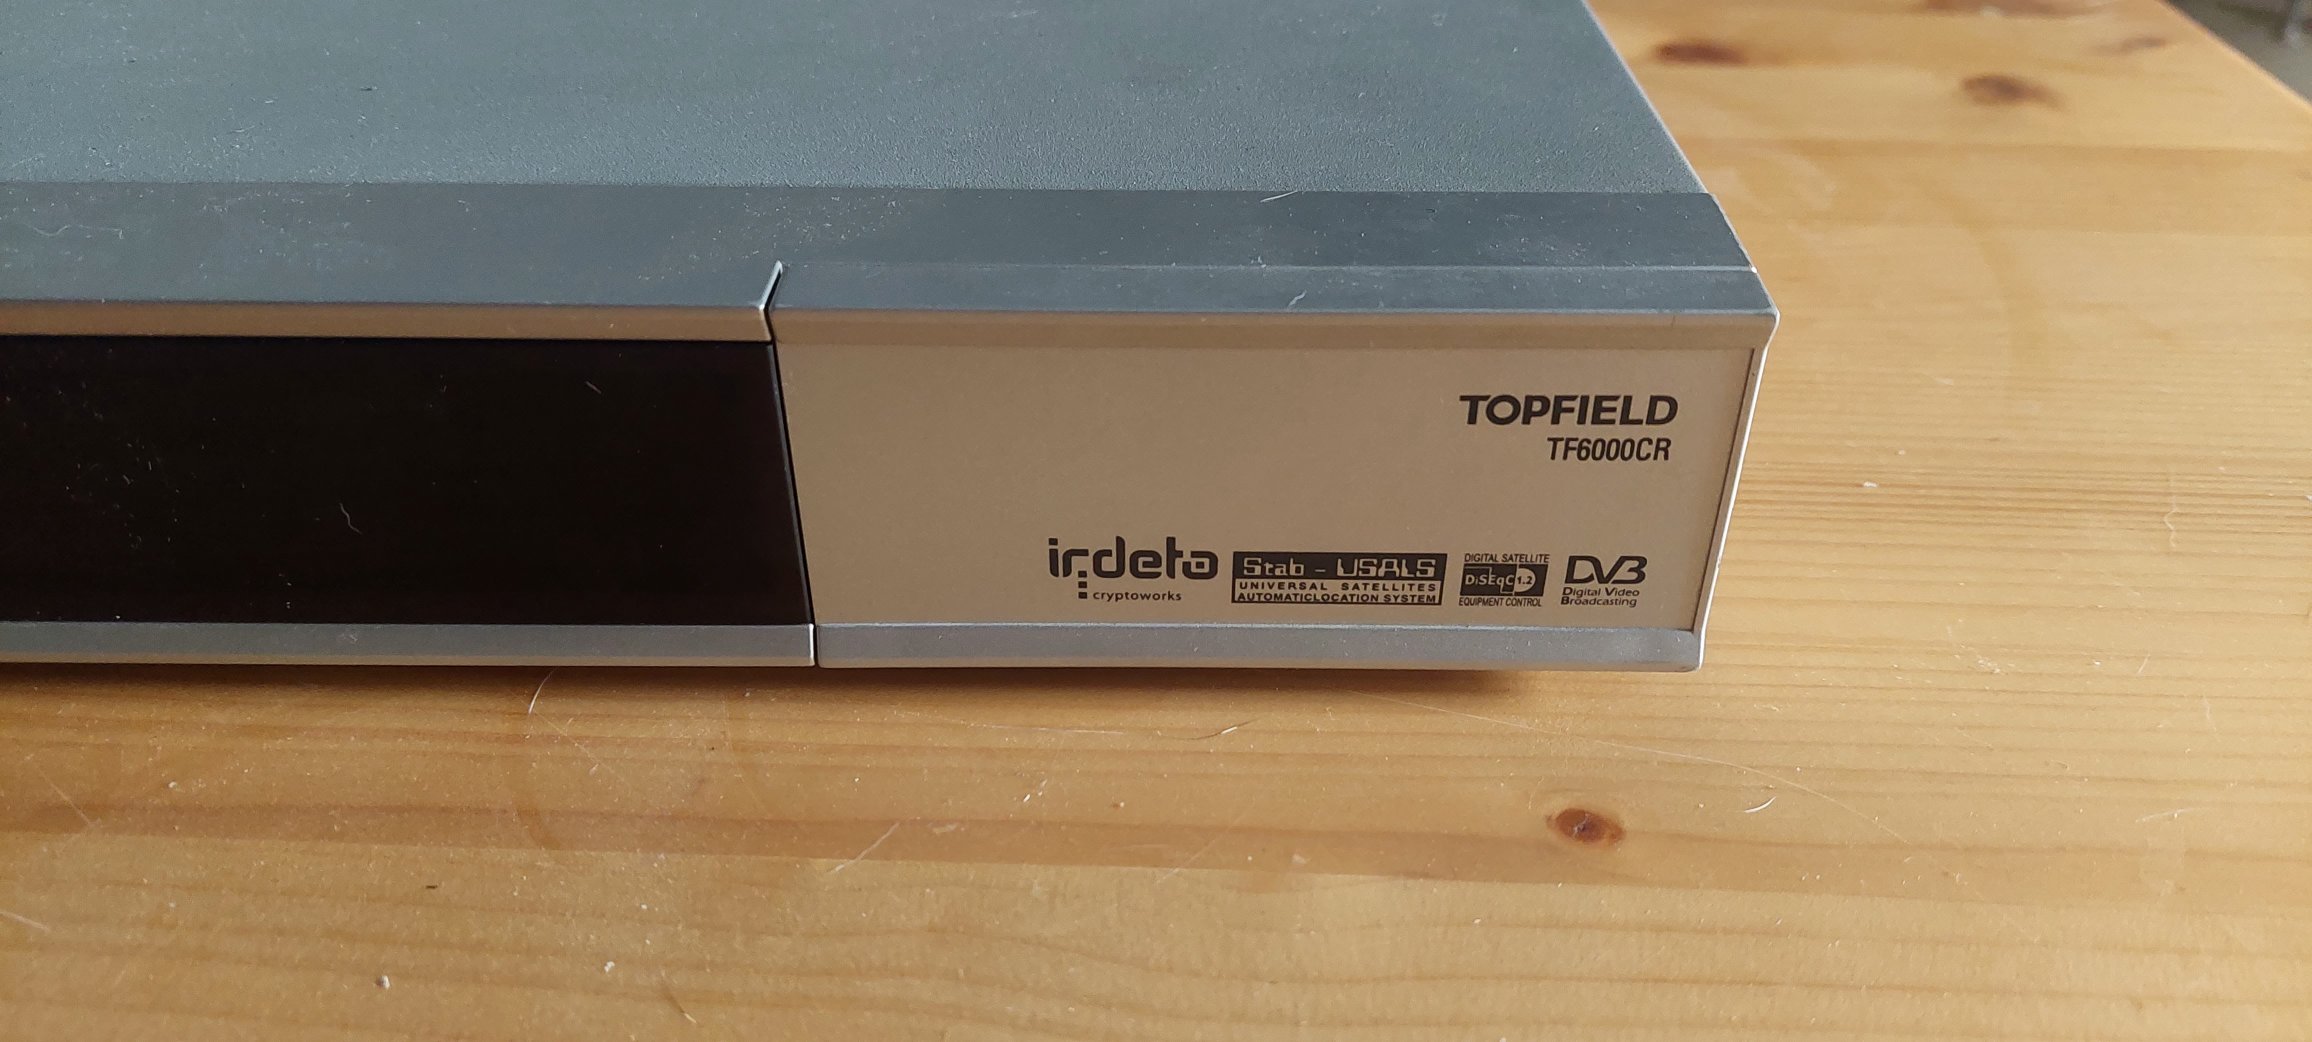 TOPFIELD
TF6000CR
irdeto
cryptoworks
Stab - USALS
UNIVERSAL SATELLITES
AUTOMATICLOCATION SYSTEM
DIGITAL SATELLITE
DiSEqC 1.2
EQUIPMENT CONTROL
DVB
Digital Video
Broadcasting